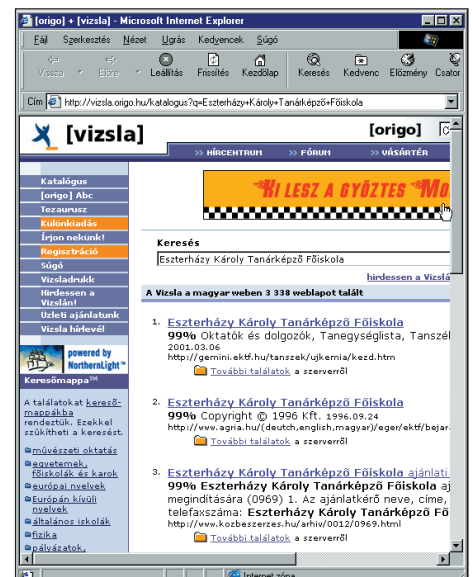 [origo] + [vizsla] - Microsoft Internet Explorer
Fájl Szerkesztés Nézet Ugrás Kedvencek Súgó
Vissza Előre Leállítás Frissítés Kezdőlap Keresés Kedvenc Előzmény Csator
Cím http://vizsla.origo.hu/katalogus?q=Eszterházy+Károly+Tanárképző+Főiskola
[vizsla] [origo]
>> HÍRCENTRUM >> FÓRUM >> VÁSÁRTÉR
Katalógus
[origo] Abc
Tezaurusz
Különkiadás
Írjon nekünk!
Regisztráció
Súgó
Vizsladrukk
Hirdessen a
Vizslán!
Üzleti ajánlatunk
Vizsla hírlevél
powered by
NorthernLight™
Keresőmappa™
A találatokat kereső-
mappákba
rendeztük. Ezekkel
szűkítheti a keresést.
művészeti oktatás
egyetemek,
főiskolák és karok
európai nyelvek
Európán kívüli
nyelvek
általános iskolák
fizika
pályázatok,
KI LESZ A GYŐZTES Mo
Keresés
Eszterházy Károly Tanárképző Főiskola
hirdessen a Vizslá
A Vizsla a magyar weben 3 338 weblapot talált
1. Eszterházy Károly Tanárképző Főiskola
99% Oktatók és dolgozók, Tanegységlista, Tanszél
2001.03.06
http://gemini.ektf.hu/tanszek/ujkemia/kezd.htm
További találatok a szerverről
2. Eszterházy Károly Tanárképző Főiskola
99% Copyright © 1996 Kft. 1996.09.24
http://www.agria.hu/(deutch,english,magyar)/eger/ektf/bejar
További találatok a szerverről
3. Eszterházy Károly Tanárképző Főiskola ajánlati
99% Eszterházy Károly Tanárképző Főiskola aj
megindítására (0969) 1. Az ajánlatkérő neve, címe,
telefaxszáma: Eszterházy Károly Tanárképző Fő
http://www.kozbeszerzes.hu/arhiv/0012/0969.html
További találatok a szerverről
Internet zóna